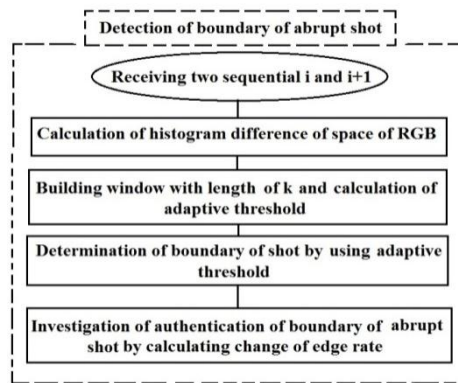 Detection of boundary of abrupt shot
Receiving two sequential i and i+1
Calculation of histogram difference of space of RGB
Building window with length of k and calculation of
adaptive threshold
Determination of boundary of shot by using adaptive
threshold
Investigation of authentication of boundary of abrupt
shot by calculating change of edge rate